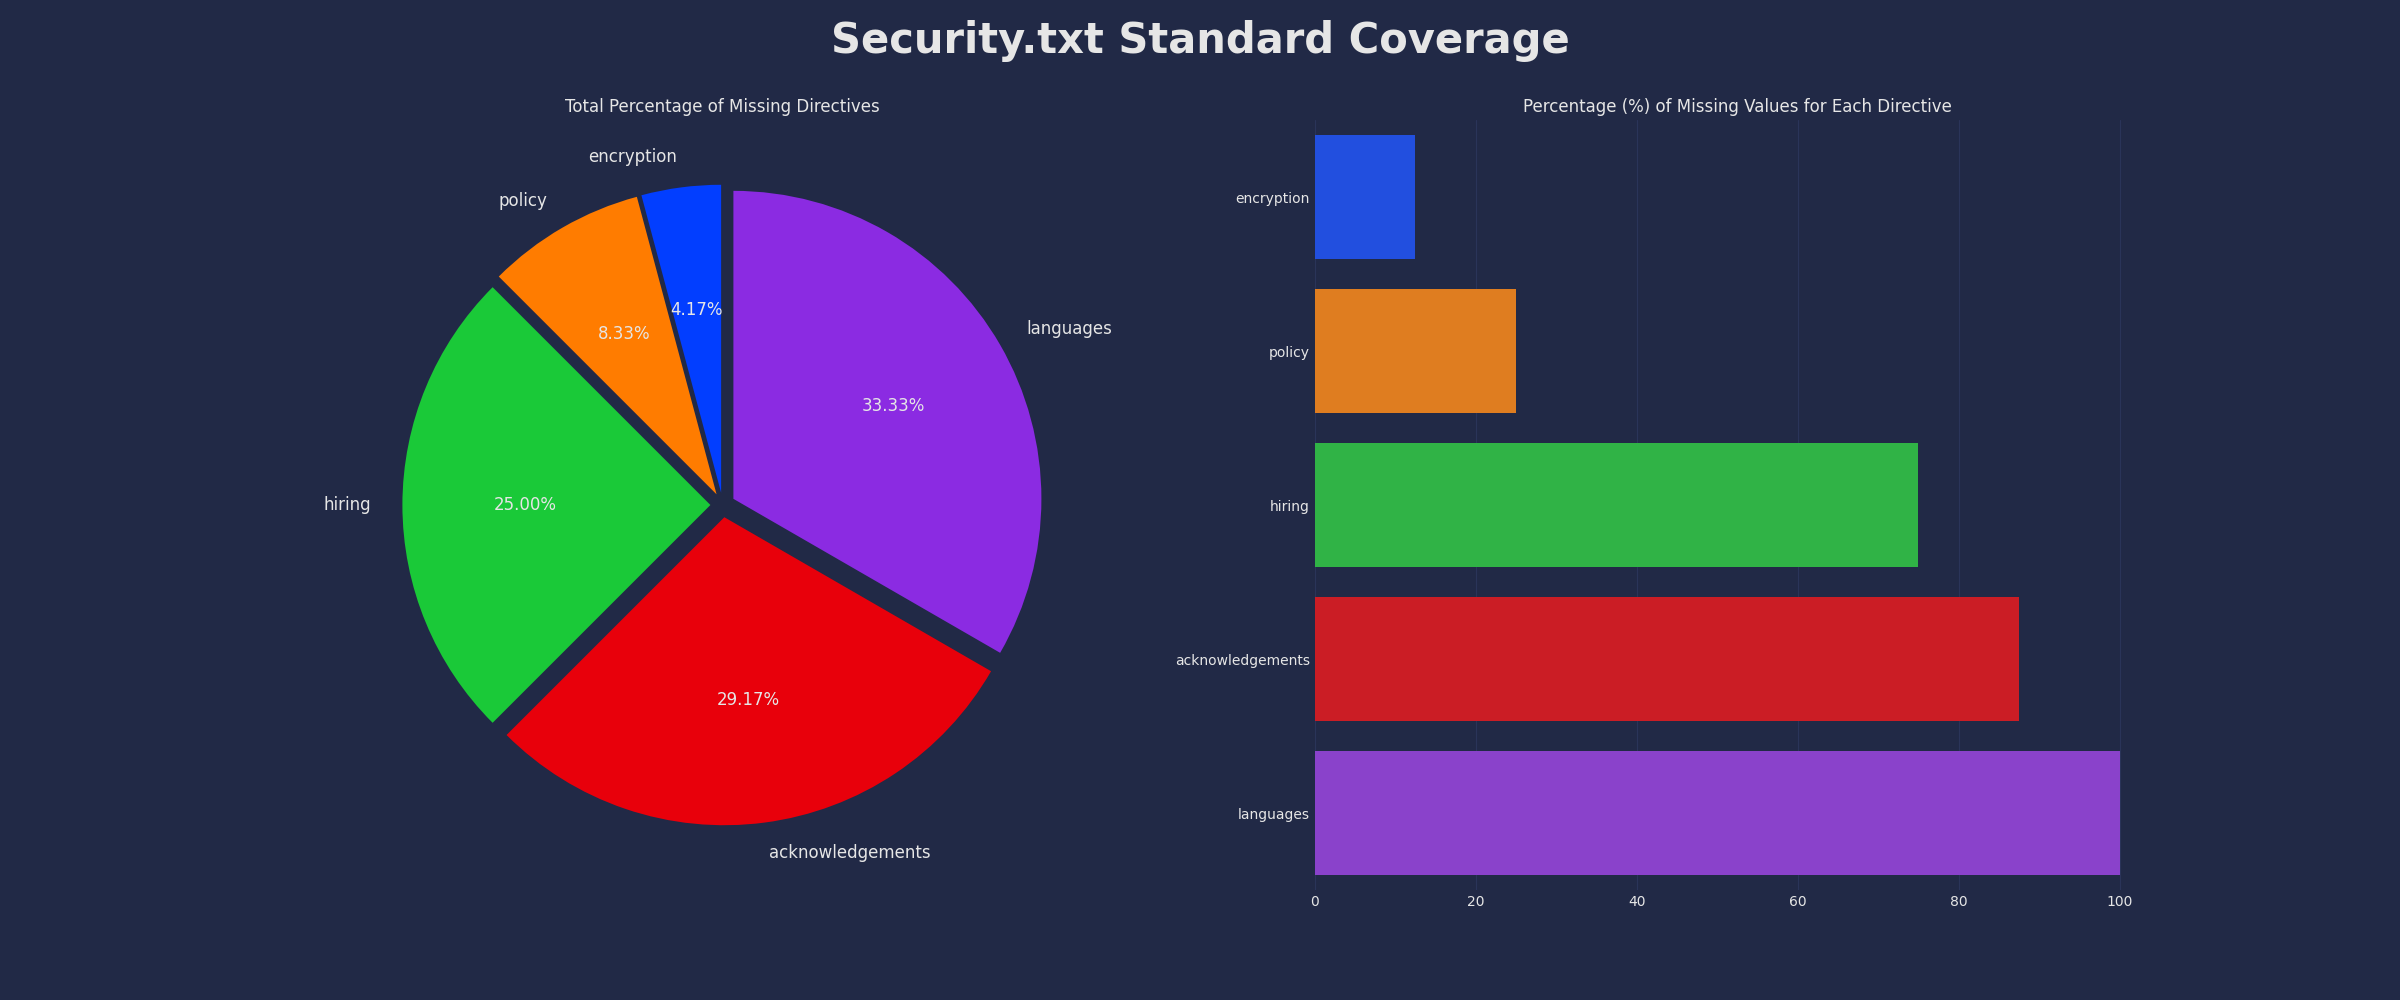 Security.txt Standard Coverage
Total Percentage of Missing Directives
encryption
policy
hiring
acknowledgements
languages
4.17%
8.33%
25.00%
29.17%
33.33%
Percentage (%) of Missing Values for Each Directive
encryption
policy
hiring
acknowledgements
languages
0 20 40 60 80 100